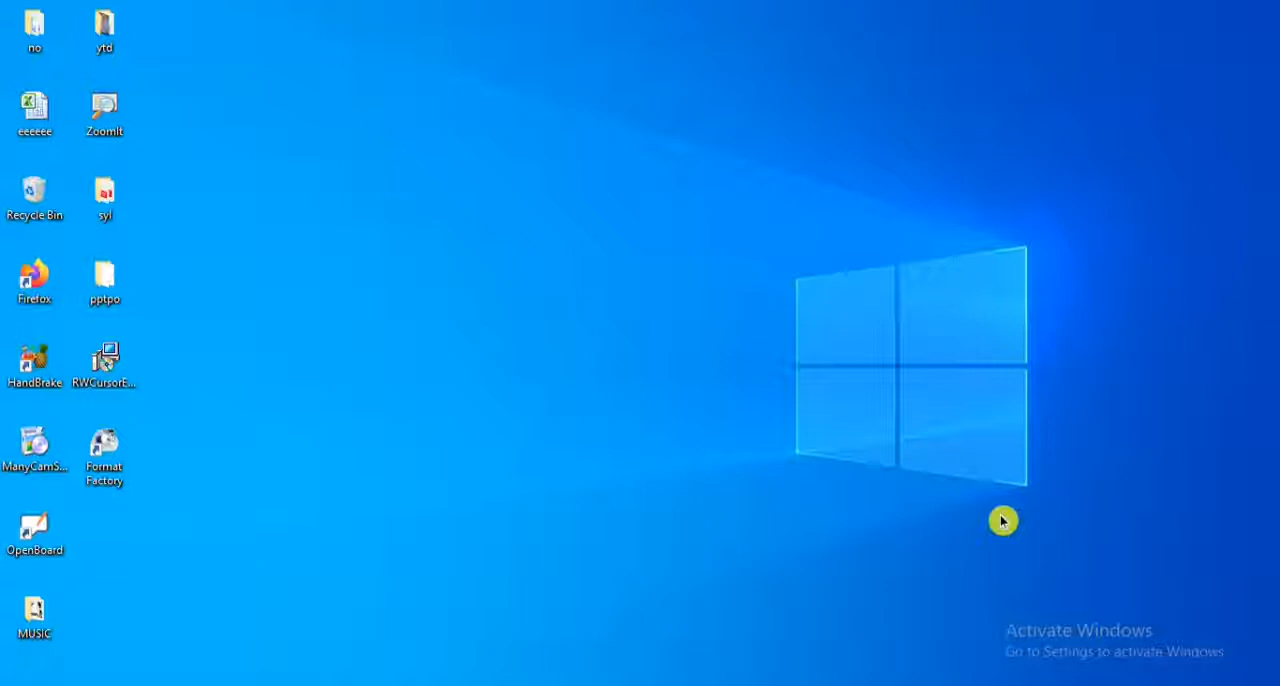 no
ytd
eeeeee
ZoomIt
Recycle Bin
syl
Firefox
pptpo
HandBrake
RWCursorE...
ManyCamS...
Format
Factory
OpenBoard
MUSIC
Activate Windows
Go to Settings to activate Windows